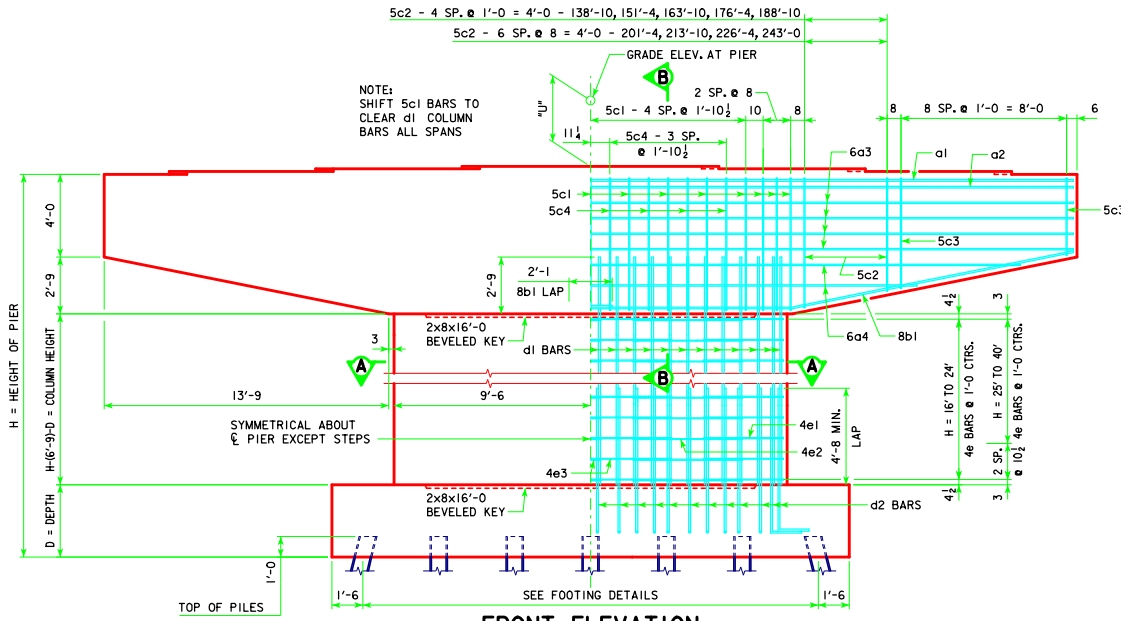 5c2 - 4 SP. @ 1'-0 = 4'-0 - 138'-10, 151'-4, 163'-10, 176'-4, 188'-10
5c2 - 6 SP. @ 8 = 4'-0 - 201'-4, 213'-10, 226'-4, 243'-0
GRADE ELEV. AT PIER
B
NOTE:
SHIFT 5c1 BARS TO
CLEAR d1 COLUMN
BARS ALL SPANS
"U"
2 SP. @ 8
5c1 - 4 SP. @ 1'-10½
10
8
8
8 SP. @ 1'-0 = 8'-0
6
11¼
5c4 - 3 SP.
@ 1'-10½
6a3
a1
a2
5c1
5c4
5c3
5c3
5c2
4'-0
2'-9
H = HEIGHT OF PIER
H-(6'-9)-D = COLUMN HEIGHT
D = DEPTH
2'-9
2'-1
8b1 LAP
6a4
8b1
2x8x16'-0
BEVELED KEY
3
d1 BARS
A
B
A
13'-9
9'-6
SYMMETRICAL ABOUT
℄ PIER EXCEPT STEPS
4e1
4e2
4e3
4'-8 MIN.
LAP
4½
H = 16' TO 24'
4e BARS @ 1'-0 CTRS.
4½
3
H = 25' TO 40'
4e BARS @ 1'-0 CTRS.
2 SP.
@ 10½
3
2x8x16'-0
BEVELED KEY
d2 BARS
1'-0
TOP OF PILES
1'-6
SEE FOOTING DETAILS
1'-6
FRONT ELEVATION